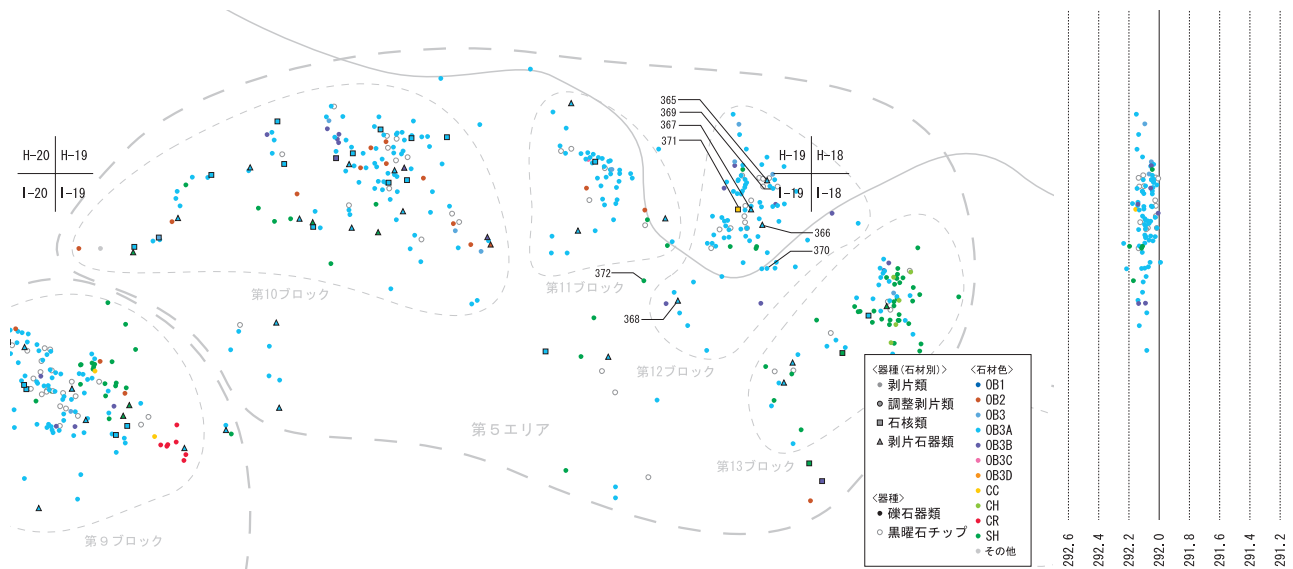 365
369
367
371
H-20 H-19
I-20 I-19
H-19 H-18
I-19 I-18
366
370
372
368
第10ブロック
第11ブロック
第12ブロック
第5エリア
第13ブロック
第9ブロック
<器種(石材別)>
剥片類
調整剥片類
石核類
剥片石器類
<器種>
礫石器類
黒曜石チップ
<石材色>
OB1
OB2
OB3
OB3A
OB3B
OB3C
OB3D
CC
CH
CR
SH
その他
292.6
292.4
292.2
292.0
291.8
291.6
291.4
291.2